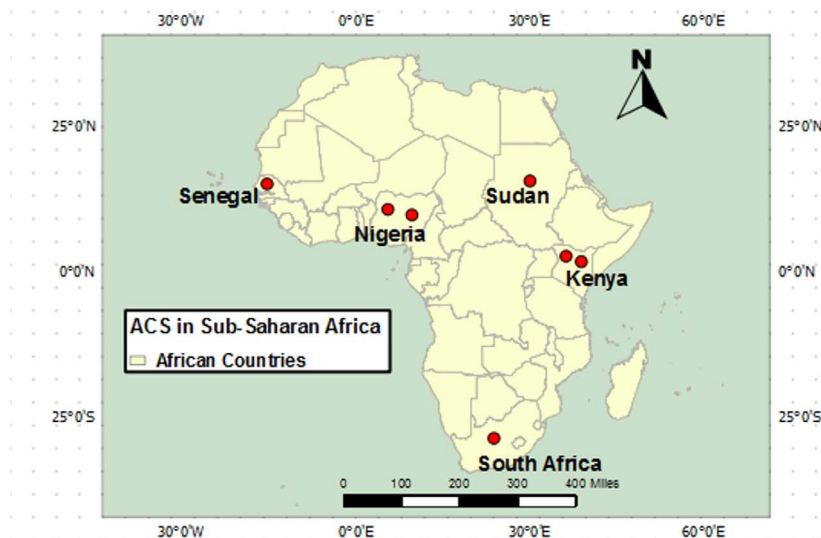 30°0'W 0°0'E 30°0'E 60°0'E
N
25°0'N 25°0'N
Senegal Sudan
Nigeria
0°0'N 0°0'N
Kenya
ACS in Sub-Saharan Africa
African Countries
25°0'S 25°0'S
South Africa
0 100 200 300 400 Miles
30°0'W 0°0'E 30°0'E 60°0'E